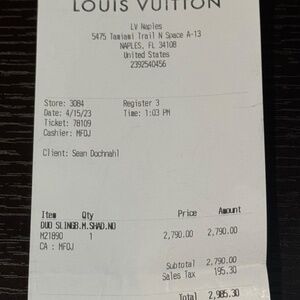 LOUIS VUITTON
LV Naples
5475 Tamiami Trail N Space A-13
NAPLES, FL 34108
United States
2392540456
Store: 3084 Register 3
Date: 4/15/23 Time: 1:03 PM
Ticket: 78109
Cashier: MFDJ
Client: Sean Dochnahl
Item Qty Price Amount
DUO SLINGB.M.SHAD.NO
M21890 1 2,790.00 2,790.00
CA : MFDJ
Subtotal 2,790.00
Sales Tax 195.30
Total 2,985.30